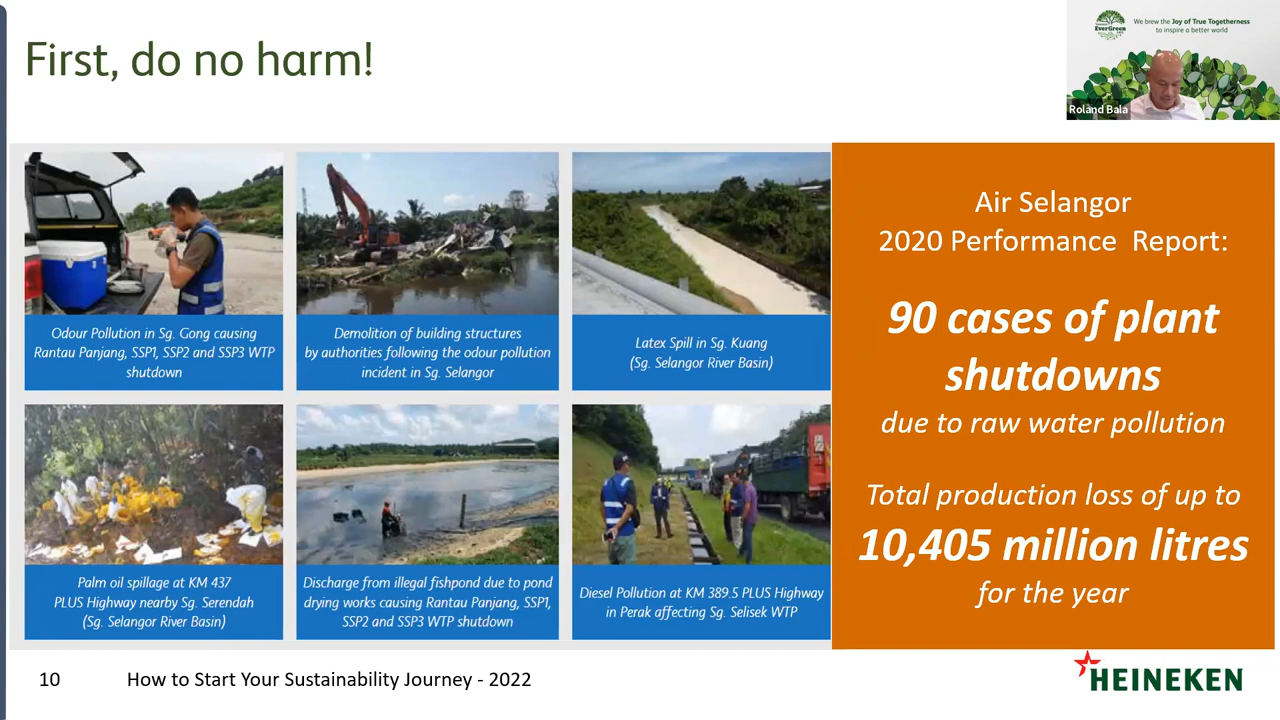 First, do no harm!
EverGreen
We brew the Joy of True Togetherness
to inspire a better world
Roland Bala
Odour Pollution in Sg. Gong causing
Rantau Panjang, SSP1, SSP2 and SSP3 WTP
shutdown
Demolition of building structures
by authorities following the odour pollution
incident in Sg. Selangor
Latex Spill in Sg. Kuang
(Sg. Selangor River Basin)
Palm oil spillage at KM 437
PLUS Highway nearby Sg. Serendah
(Sg. Selangor River Basin)
Discharge from illegal fishpond due to pond
drying works causing Rantau Panjang, SSP1,
SSP2 and SSP3 WTP shutdown
Diesel Pollution at KM 389.5 PLUS Highway
in Perak affecting Sg. Selisek WTP
Air Selangor
2020 Performance Report:
90 cases of plant
shutdowns
due to raw water pollution
Total production loss of up to
10,405 million litres
for the year
10
How to Start Your Sustainability Journey - 2022
HEINEKEN